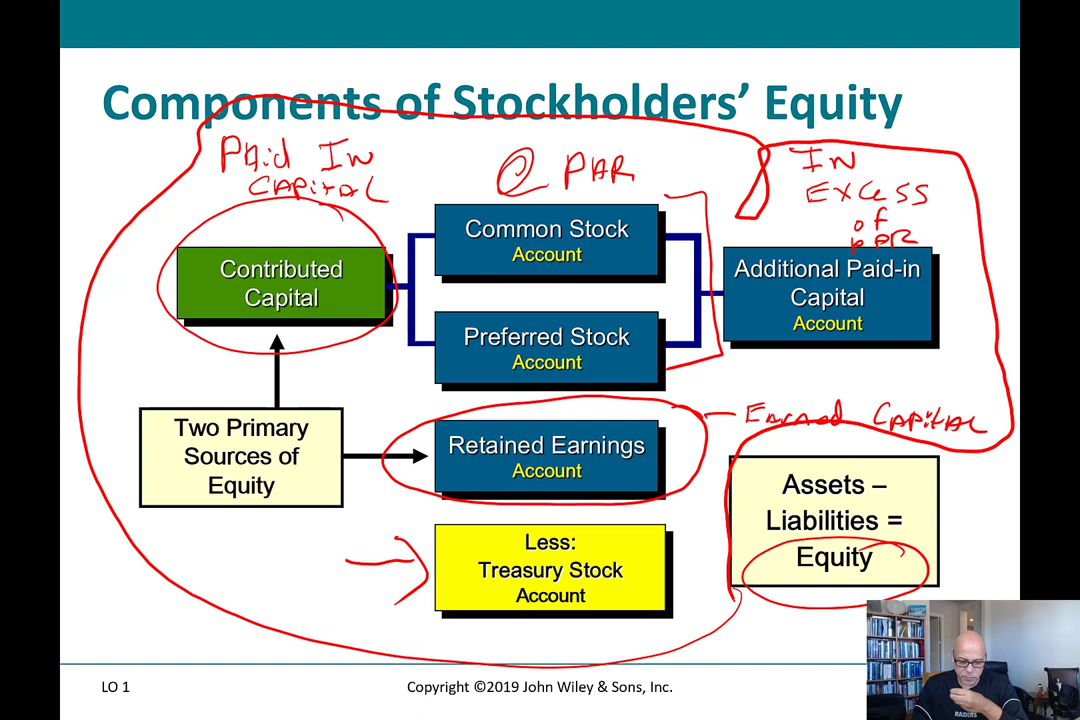 Components of Stockholders' Equity
Paid In
CAPITAL
@ PAR
IN
EXCESS
of
PAR
Common Stock
Account
Contributed
Capital
Additional Paid-in
Capital
Account
Preferred Stock
Account
Earned CAPITAL
Two Primary
Sources of
Equity
Retained Earnings
Account
Assets –
Liabilities =
Equity
Less:
Treasury Stock
Account
RAIDERS
LO 1
Copyright ©2019 John Wiley & Sons, Inc.